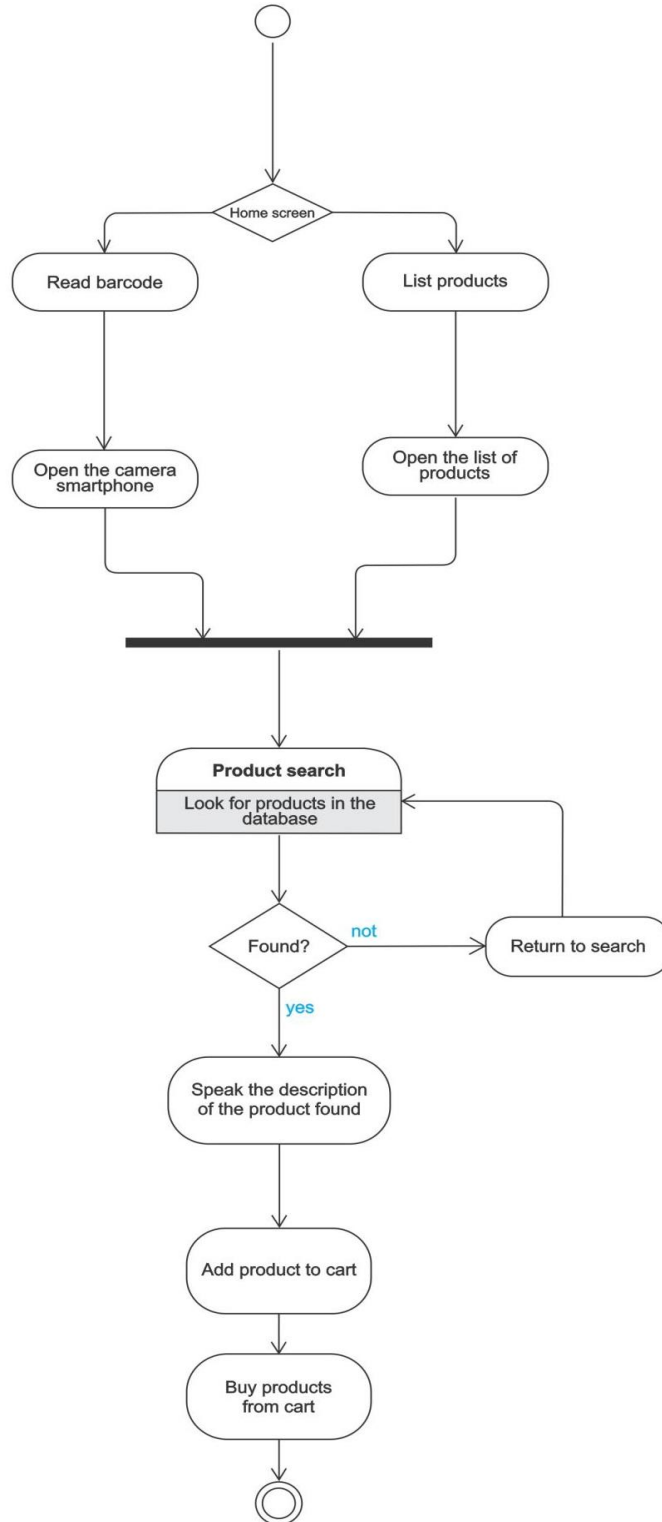 Home screen
Read barcode
List products
Open the camera
smartphone
Open the list of
products
Product search
Look for products in the
database
Found?
not
Return to search
yes
Speak the description
of the product found
Add product to cart
Buy products
from cart